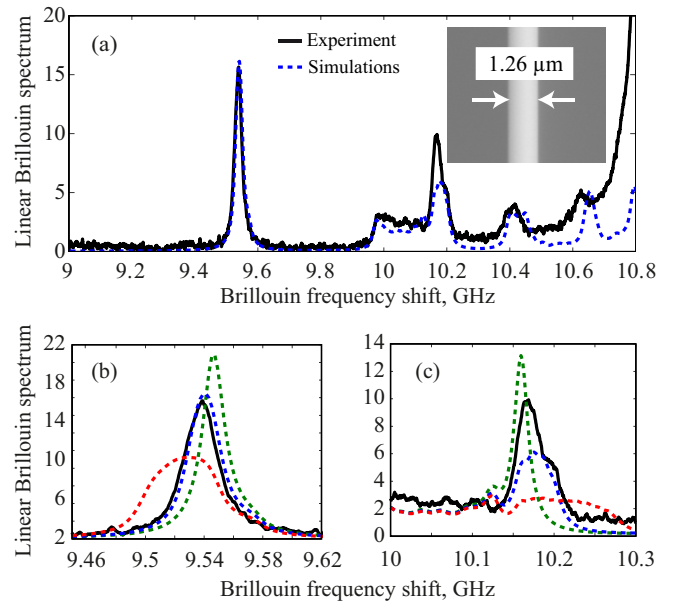 Linear Brillouin spectrum
20
15
10
5
0
(a)
Experiment
Simulations
1.26 µm
9 9.2 9.4 9.6 9.8 10 10.2 10.4 10.6 10.8
Brillouin frequency shift, GHz
Linear Brillouin spectrum
22
18
14
10
6
2
(b)
9.46 9.5 9.54 9.58 9.62
14
12
10
8
6
4
2
0
(c)
10 10.1 10.2 10.3
Brillouin frequency shift, GHz